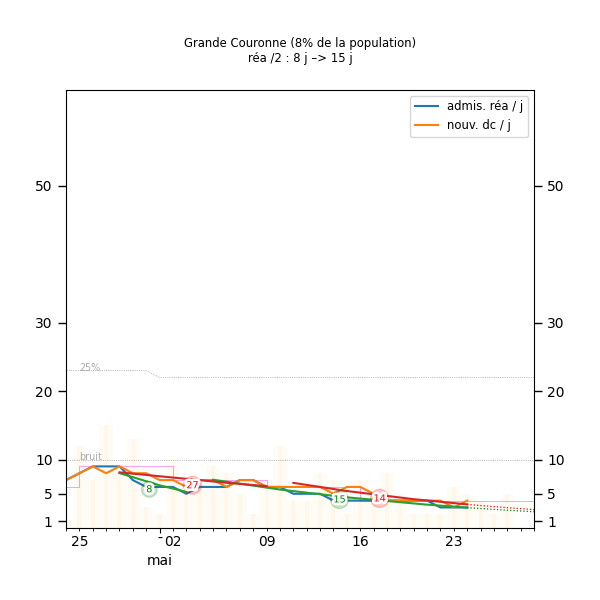 Grande Couronne (8% de la population)
réa /2 : 8 j –> 15 j
admis. réa / j
nouv. dc / j
50 50
30 30
25%
20 20
bruit
10 10
8 27 15 14
5 5
1 1
25 02 09 16 23
mai